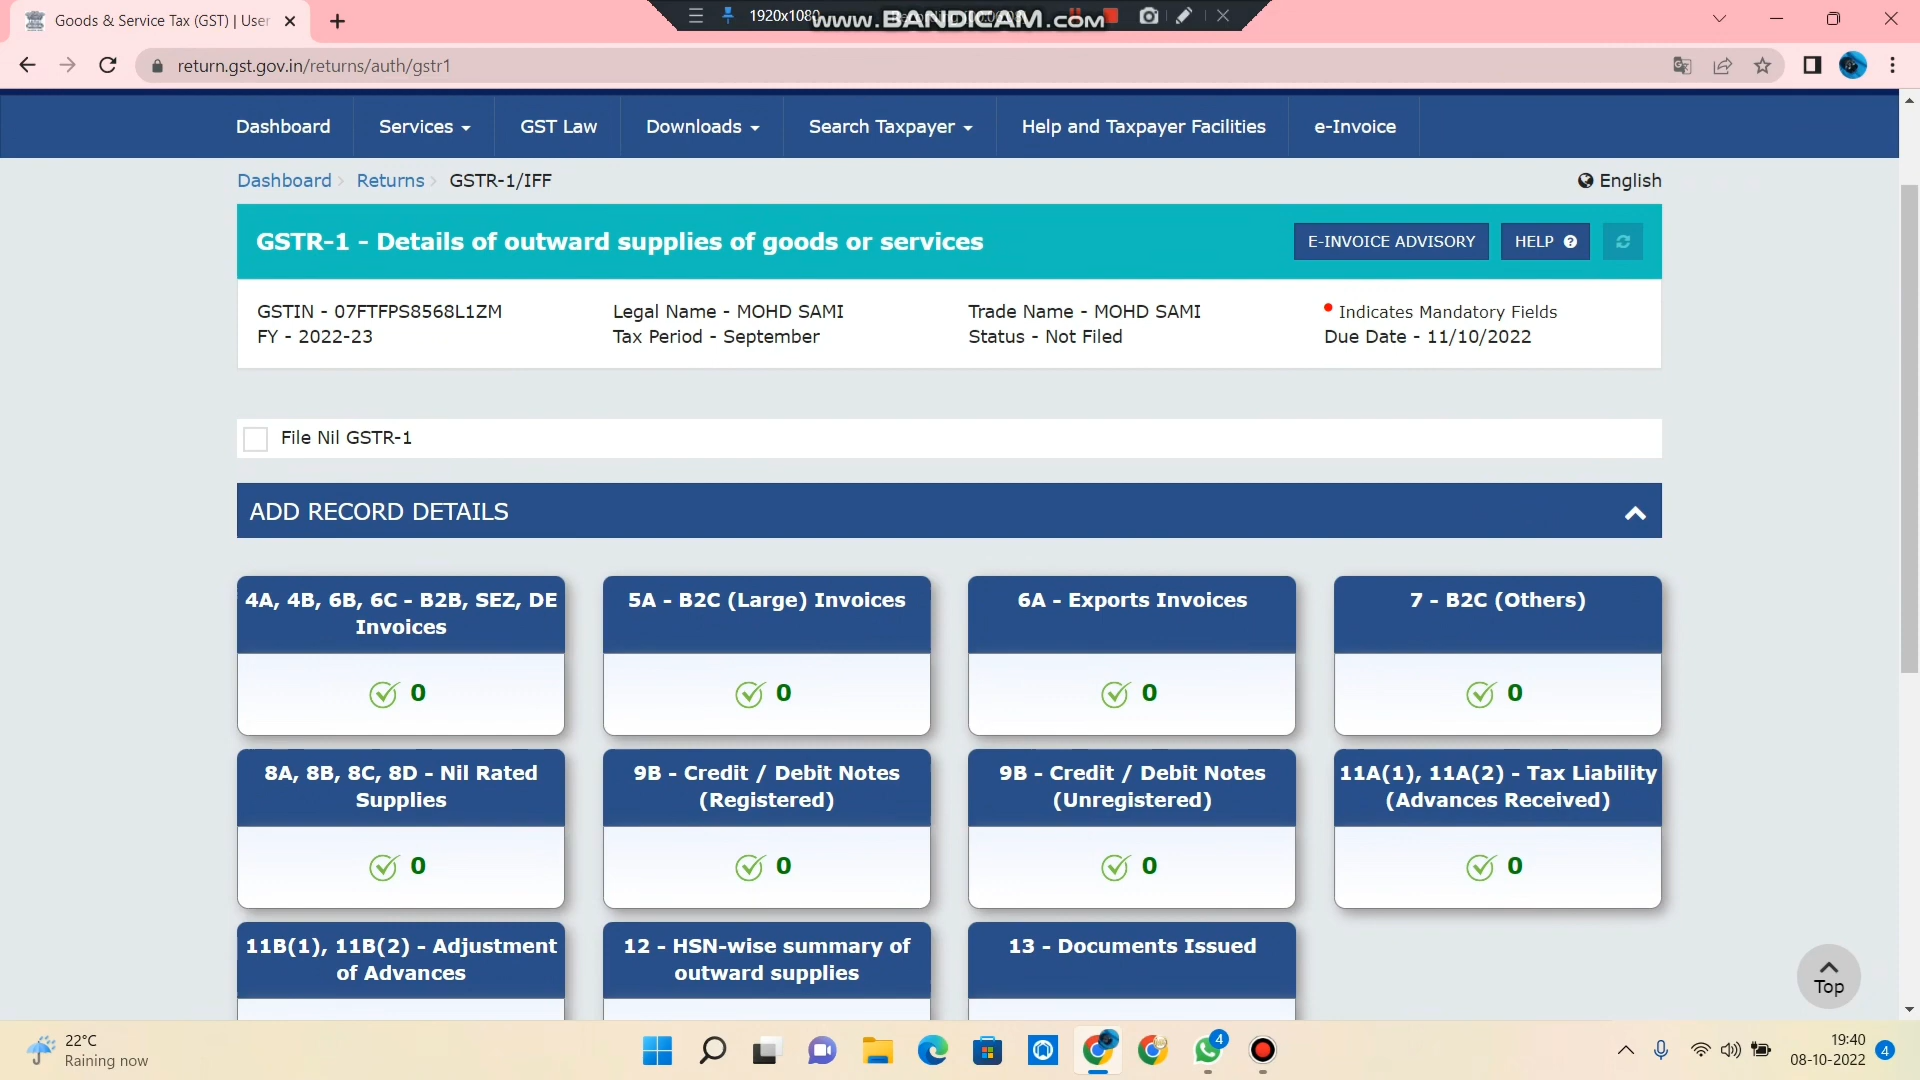 Goods & Service Tax (GST) | User
1920x1080
www.BANDICAM.com
return.gst.gov.in/returns/auth/gstr1
Dashboard
Services
GST Law
Downloads
Search Taxpayer
Help and Taxpayer Facilities
e-Invoice
Dashboard
Returns
GSTR-1/IFF
English
GSTR-1 - Details of outward supplies of goods or services
E-INVOICE ADVISORY
HELP
GSTIN - 07FTFPS8568L1ZM
Legal Name - MOHD SAMI
Trade Name - MOHD SAMI
Indicates Mandatory Fields
FY - 2022-23
Tax Period - September
Status - Not Filed
Due Date - 11/10/2022
File Nil GSTR-1
ADD RECORD DETAILS
4A, 4B, 6B, 6C - B2B, SEZ, DE
Invoices
0
5A - B2C (Large) Invoices
0
6A - Exports Invoices
0
7 - B2C (Others)
0
8A, 8B, 8C, 8D - Nil Rated
Supplies
0
9B - Credit / Debit Notes
(Registered)
0
9B - Credit / Debit Notes
(Unregistered)
0
11A(1), 11A(2) - Tax Liability
(Advances Received)
0
11B(1), 11B(2) - Adjustment
of Advances
12 - HSN-wise summary of
outward supplies
13 - Documents Issued
Top
22°C
Raining now
4
19:40
08-10-2022
4